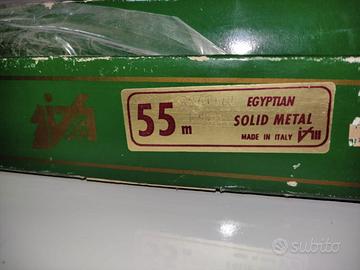 55 m
EGYPTIAN
SOLID METAL
MADE IN ITALY
subito